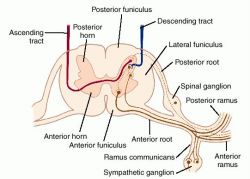 Posterior funiculus
Descending tract
Posterior
horn
Ascending
tract
Lateral funiculus
Posterior root
Spinal ganglion
Posterior ramus
Anterior horn
Anterior funiculus
Anterior root
Ramus communicans
Anterior
ramus
Sympathetic ganglion